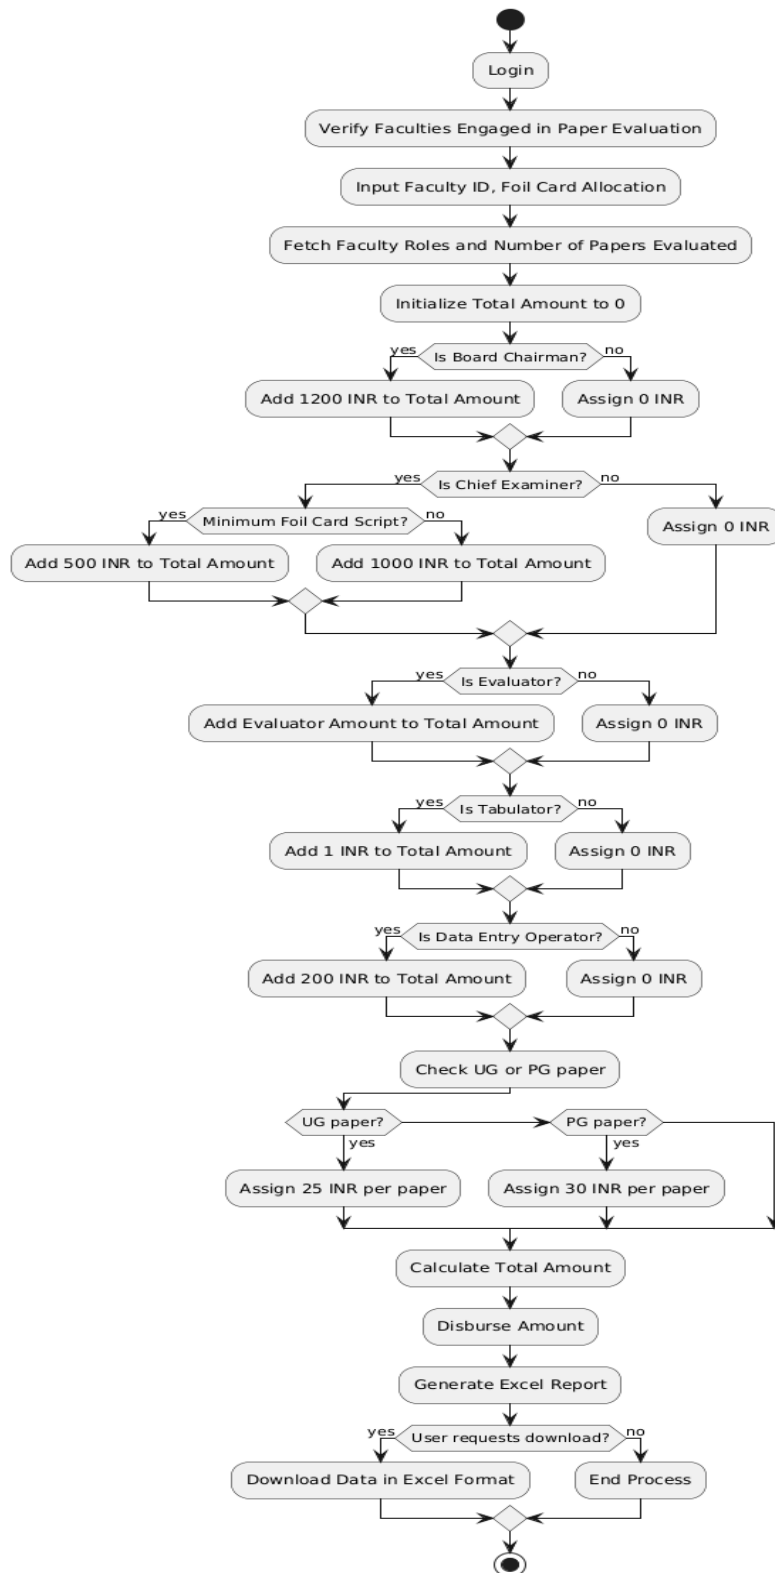 Login
Verify Faculties Engaged in Paper Evaluation
Input Faculty ID, Foil Card Allocation
Fetch Faculty Roles and Number of Papers Evaluated
Initialize Total Amount to 0
yes Is Board Chairman? no
Add 1200 INR to Total Amount Assign 0 INR
yes Is Chief Examiner? no
yes Minimum Foil Card Script? no Assign 0 INR
Add 500 INR to Total Amount Add 1000 INR to Total Amount
yes Is Evaluator? no
Add Evaluator Amount to Total Amount Assign 0 INR
yes Is Tabulator? no
Add 1 INR to Total Amount Assign 0 INR
yes Is Data Entry Operator? no
Add 200 INR to Total Amount Assign 0 INR
Check UG or PG paper
UG paper? PG paper?
yes yes
Assign 25 INR per paper Assign 30 INR per paper
Calculate Total Amount
Disburse Amount
Generate Excel Report
yes User requests download? no
Download Data in Excel Format End Process